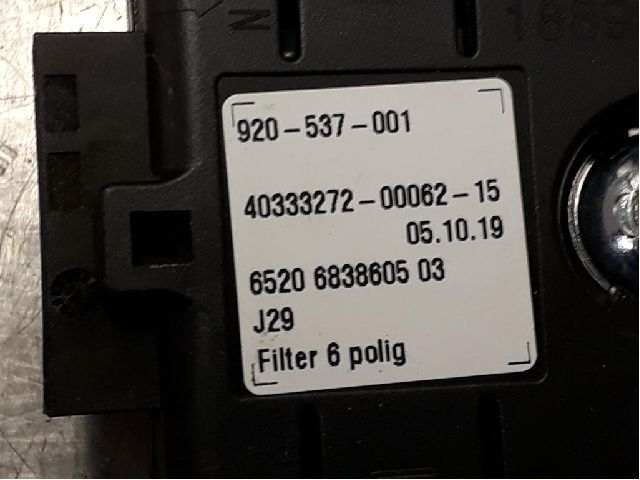 920-537-001
40333272-00062-15
05.10.19
6520 6838605 03
J29
Filter 6 polig